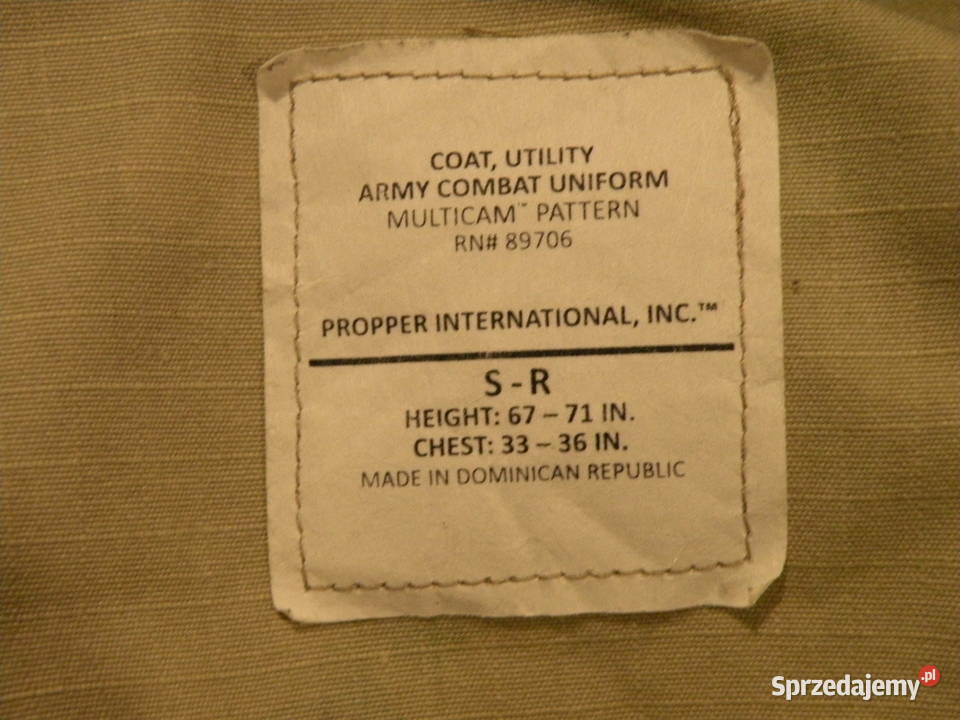 COAT, UTILITY
ARMY COMBAT UNIFORM
MULTICAM™ PATTERN
RN# 89706
PROPPER INTERNATIONAL, INC.™
S - R
HEIGHT: 67 – 71 IN.
CHEST: 33 – 36 IN.
MADE IN DOMINICAN REPUBLIC
Sprzedajemy.pl